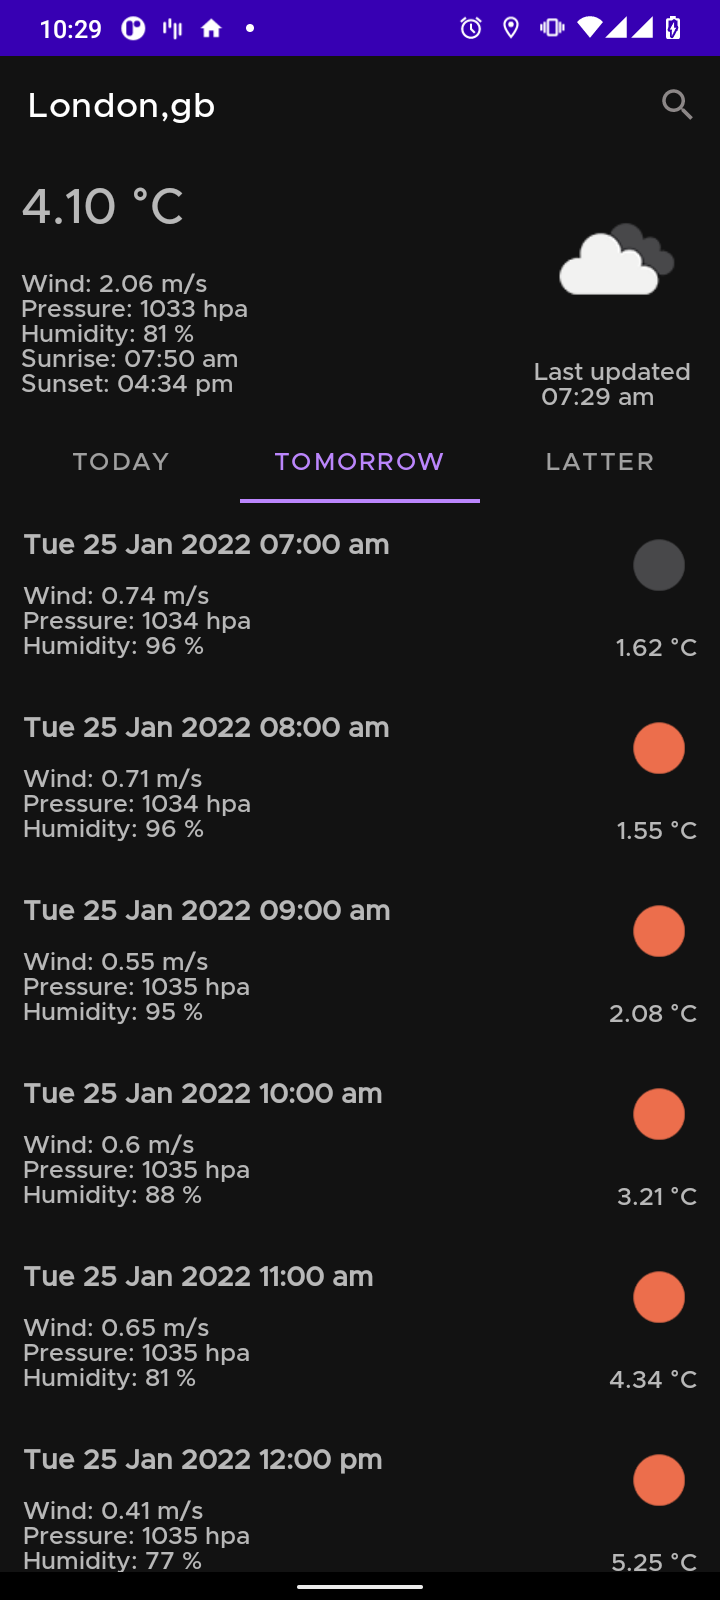 10:29
London,gb
4.10 °C
Wind: 2.06 m/s
Pressure: 1033 hpa
Humidity: 81 %
Sunrise: 07:50 am
Sunset: 04:34 pm
Last updated
07:29 am
TODAY
TOMORROW
LATTER
Tue 25 Jan 2022 07:00 am
Wind: 0.74 m/s
Pressure: 1034 hpa
Humidity: 96 %
1.62 °C
Tue 25 Jan 2022 08:00 am
Wind: 0.71 m/s
Pressure: 1034 hpa
Humidity: 96 %
1.55 °C
Tue 25 Jan 2022 09:00 am
Wind: 0.55 m/s
Pressure: 1035 hpa
Humidity: 95 %
2.08 °C
Tue 25 Jan 2022 10:00 am
Wind: 0.6 m/s
Pressure: 1035 hpa
Humidity: 88 %
3.21 °C
Tue 25 Jan 2022 11:00 am
Wind: 0.65 m/s
Pressure: 1035 hpa
Humidity: 81 %
4.34 °C
Tue 25 Jan 2022 12:00 pm
Wind: 0.41 m/s
Pressure: 1035 hpa
Humidity: 77 %
5.25 °C